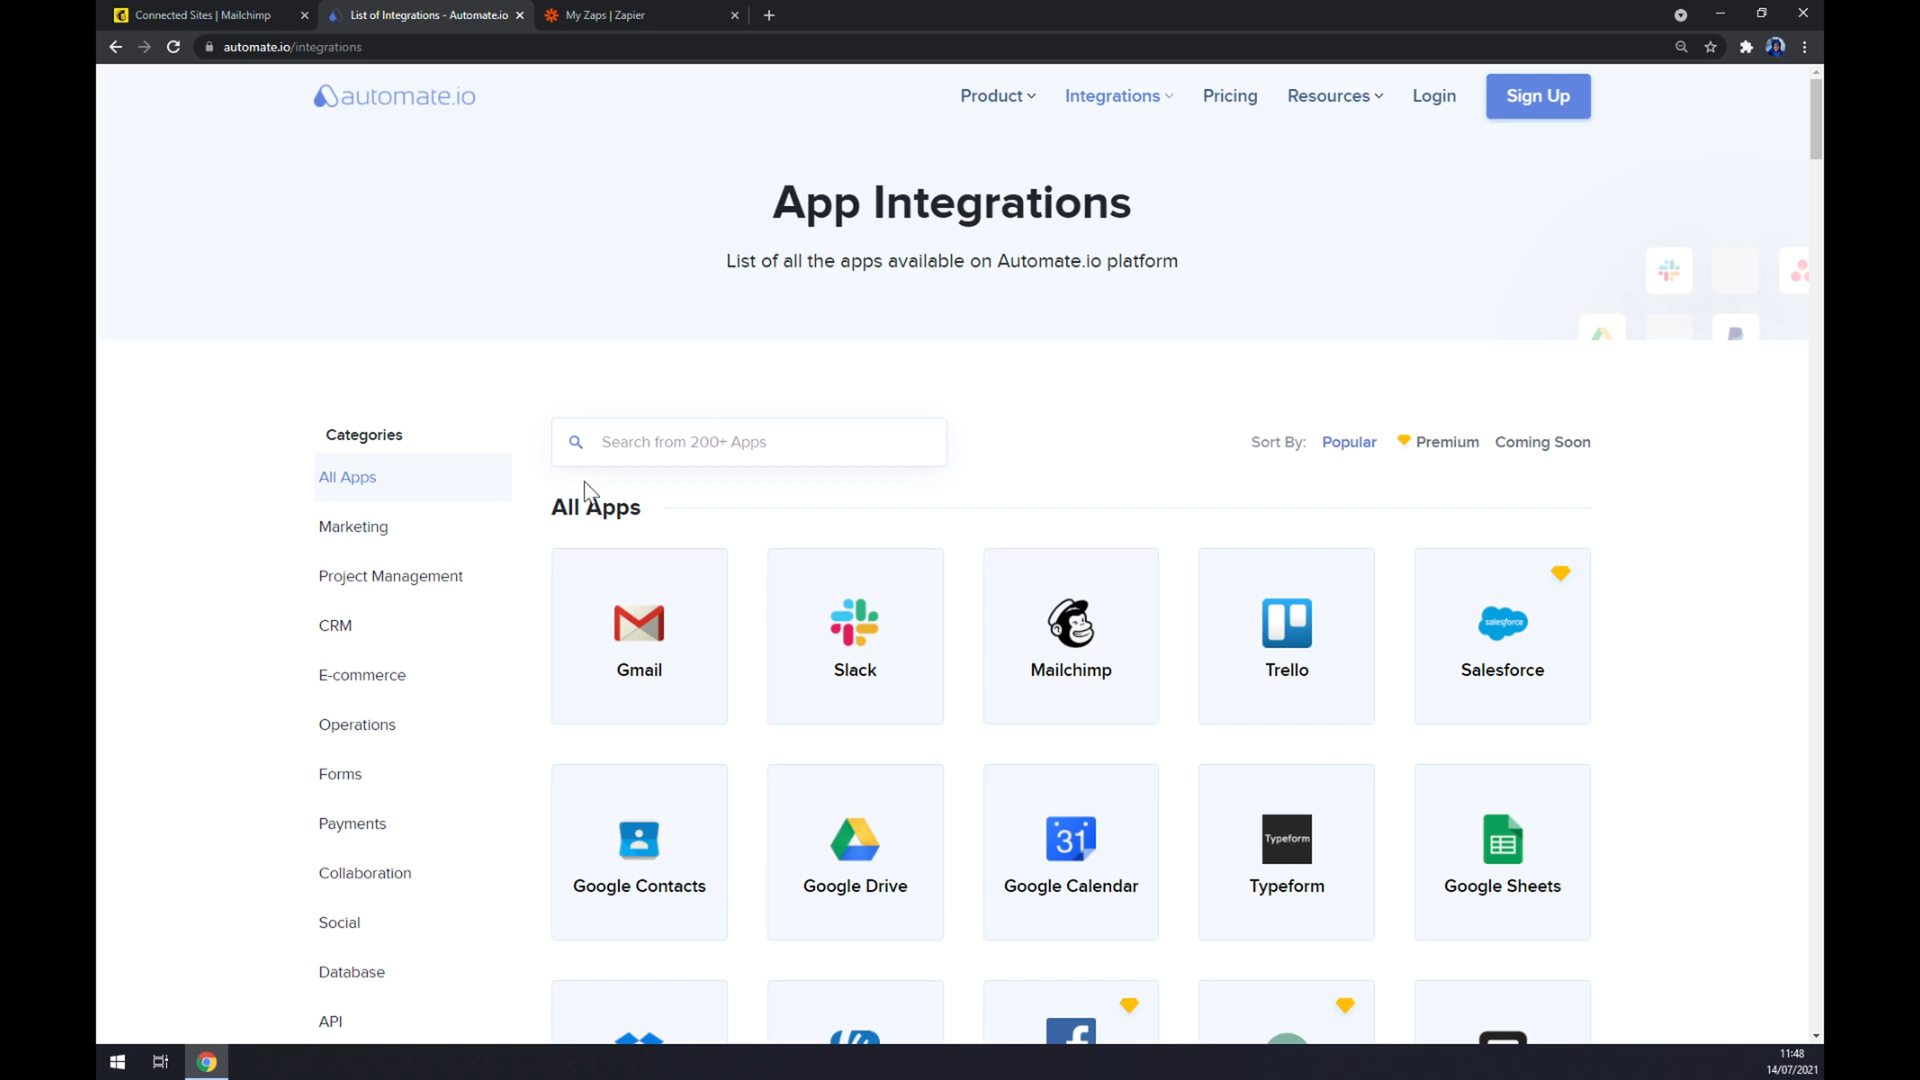 Connected Sites | Mailchimp
List of Integrations - Automate.io
My Zaps | Zapier
automate.io/integrations
automate.io
Product
Integrations
Pricing
Resources
Login
Sign Up
App Integrations
List of all the apps available on Automate.io platform
Categories
Search from 200+ Apps
Sort By:
Popular
Premium
Coming Soon
All Apps
Marketing
Project Management
CRM
E-commerce
Operations
Forms
Payments
Collaboration
Social
Database
API
All Apps
Gmail
Slack
Mailchimp
Trello
salesforce
Salesforce
Google Contacts
Google Drive
31
Google Calendar
Typeform
Typeform
Google Sheets
11:48
14/07/2021